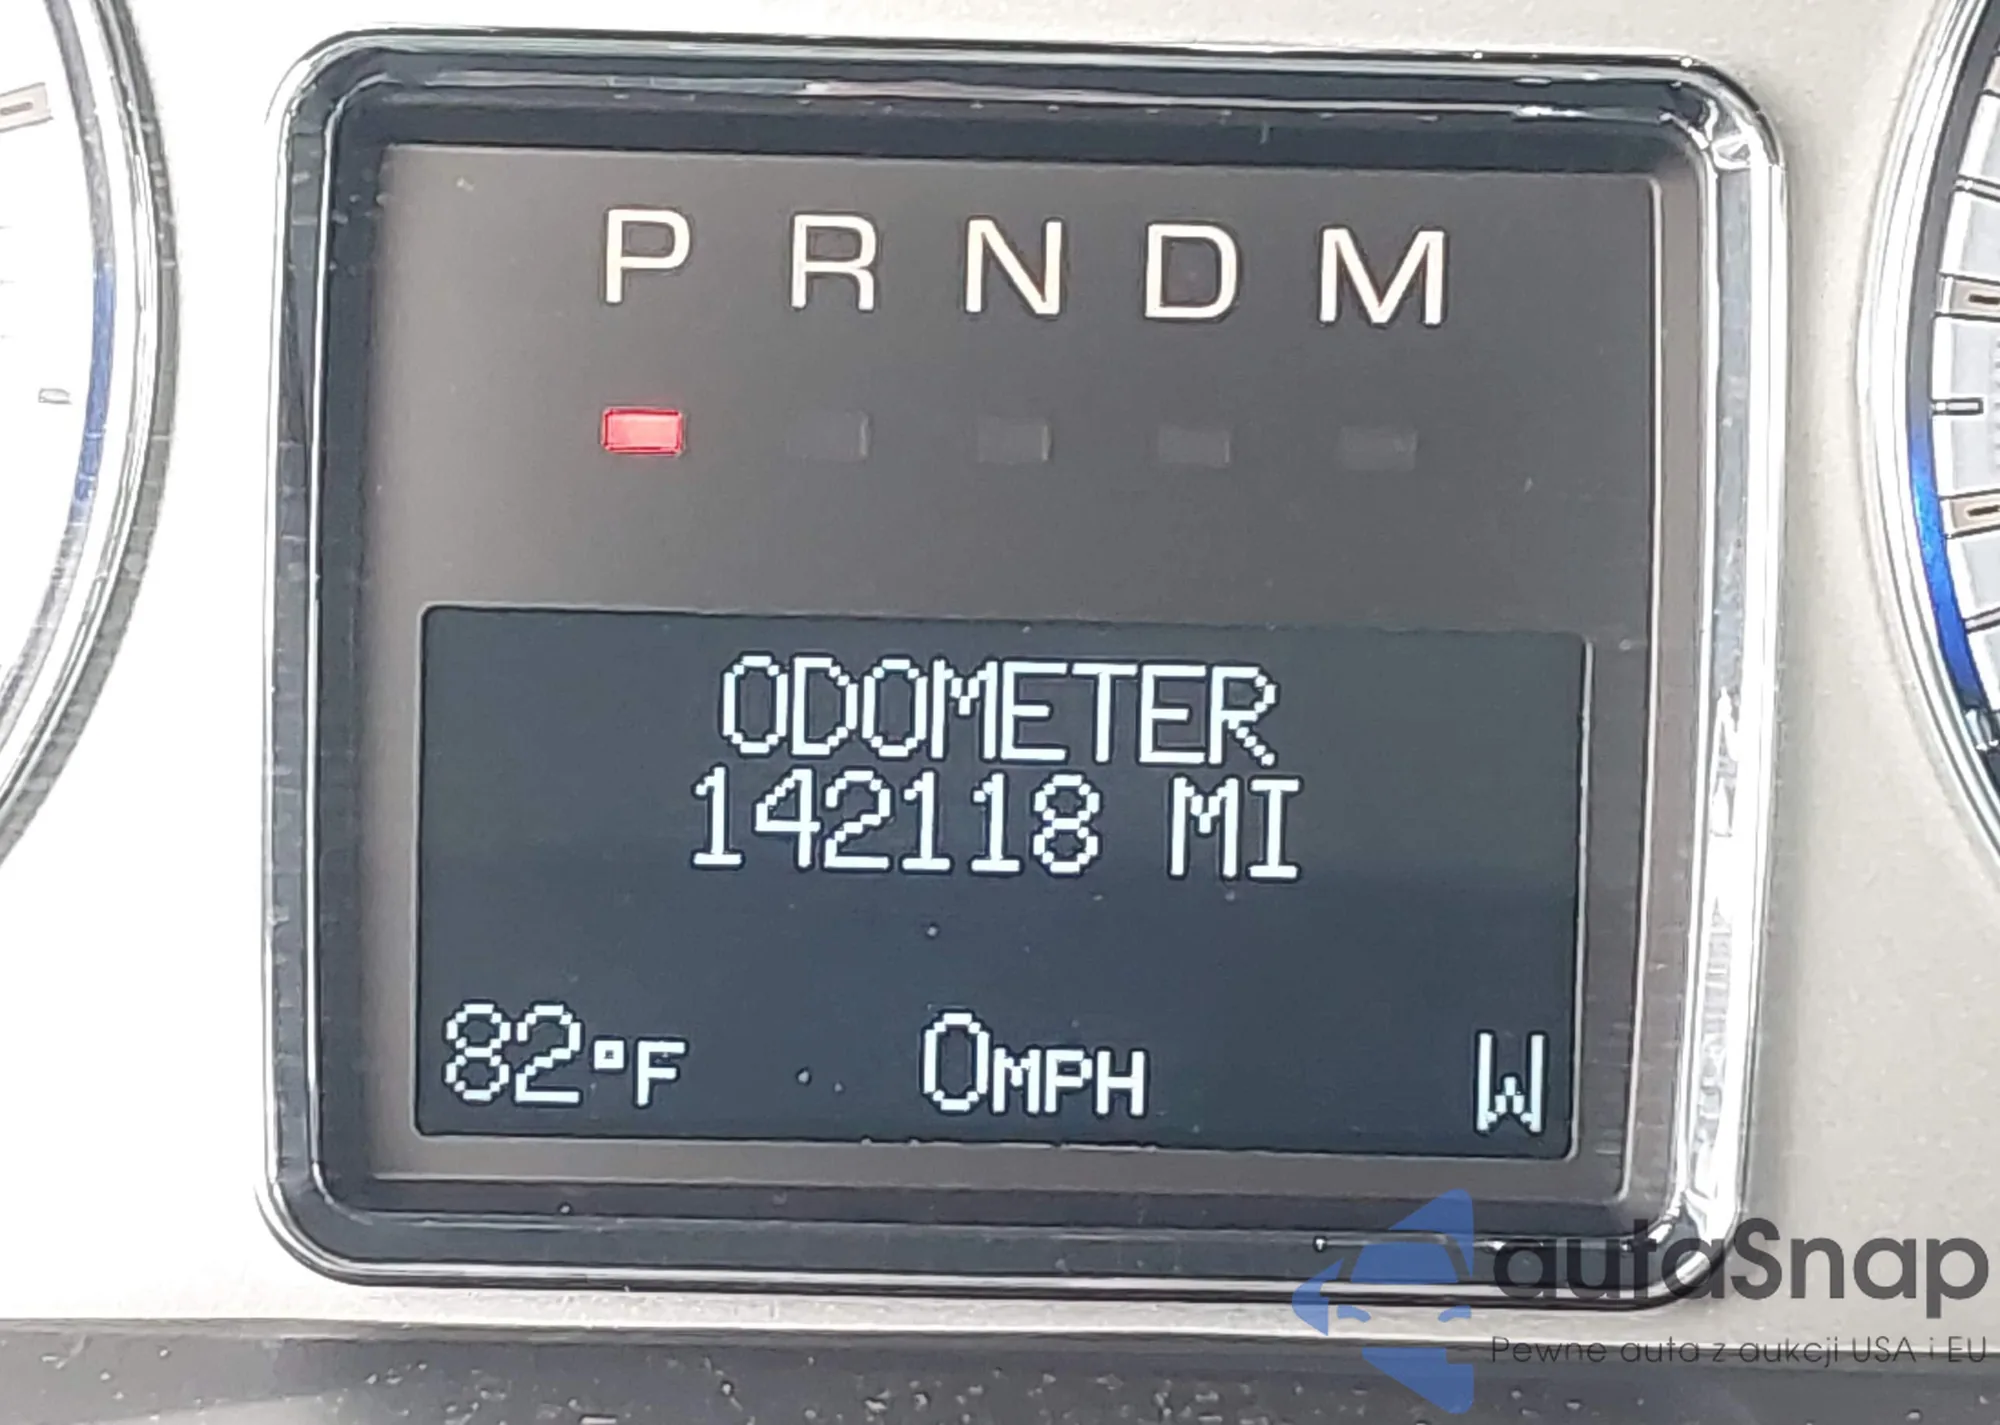 P R N D M
ODOMETER
142118 MI
82°F 0MPH W
autaSnap
Pewne auta z aukcji USA i EU